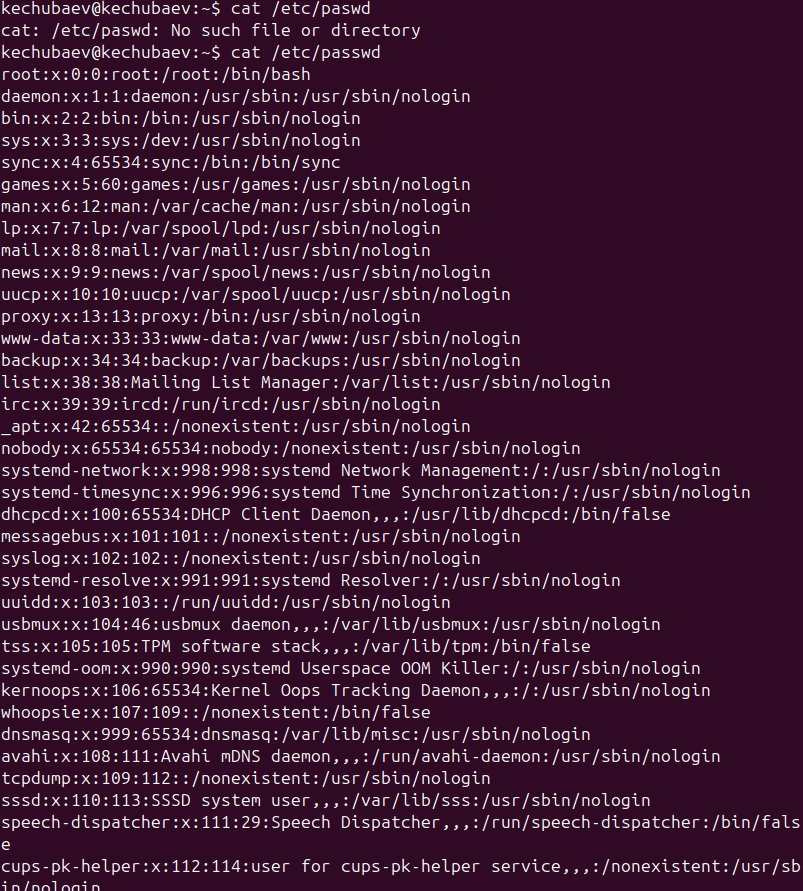 kechubaev@kechubaev:~$ cat /etc/paswd
cat: /etc/paswd: No such file or directory
kechubaev@kechubaev:~$ cat /etc/passwd
root:x:0:0:root:/root:/bin/bash
daemon:x:1:1:daemon:/usr/sbin:/usr/sbin/nologin
bin:x:2:2:bin:/bin:/usr/sbin/nologin
sys:x:3:3:sys:/dev:/usr/sbin/nologin
sync:x:4:65534:sync:/bin:/bin/sync
games:x:5:60:games:/usr/games:/usr/sbin/nologin
man:x:6:12:man:/var/cache/man:/usr/sbin/nologin
lp:x:7:7:lp:/var/spool/lpd:/usr/sbin/nologin
mail:x:8:8:mail:/var/mail:/usr/sbin/nologin
news:x:9:9:news:/var/spool/news:/usr/sbin/nologin
uucp:x:10:10:uucp:/var/spool/uucp:/usr/sbin/nologin
proxy:x:13:13:proxy:/bin:/usr/sbin/nologin
www-data:x:33:33:www-data:/var/www:/usr/sbin/nologin
backup:x:34:34:backup:/var/backups:/usr/sbin/nologin
list:x:38:38:Mailing List Manager:/var/list:/usr/sbin/nologin
irc:x:39:39:ircd:/run/ircd:/usr/sbin/nologin
_apt:x:42:65534::/nonexistent:/usr/sbin/nologin
nobody:x:65534:65534:nobody:/nonexistent:/usr/sbin/nologin
systemd-network:x:998:998:systemd Network Management:/:/usr/sbin/nologin
systemd-timesync:x:996:996:systemd Time Synchronization:/:/usr/sbin/nologin
dhcpcd:x:100:65534:DHCP Client Daemon,,,:/usr/lib/dhcpcd:/bin/false
messagebus:x:101:101::/nonexistent:/usr/sbin/nologin
syslog:x:102:102::/nonexistent:/usr/sbin/nologin
systemd-resolve:x:991:991:systemd Resolver:/:/usr/sbin/nologin
uuidd:x:103:103::/run/uuidd:/usr/sbin/nologin
usbmux:x:104:46:usbmux daemon,,,:/var/lib/usbmux:/usr/sbin/nologin
tss:x:105:105:TPM software stack,,,:/var/lib/tpm:/bin/false
systemd-oom:x:990:990:systemd Userspace OOM Killer:/:/usr/sbin/nologin
kernoops:x:106:65534:Kernel Oops Tracking Daemon,,,:/:/usr/sbin/nologin
whoopsie:x:107:109::/nonexistent:/bin/false
dnsmasq:x:999:65534:dnsmasq:/var/lib/misc:/usr/sbin/nologin
avahi:x:108:111:Avahi mDNS daemon,,,:/run/avahi-daemon:/usr/sbin/nologin
tcpdump:x:109:112::/nonexistent:/usr/sbin/nologin
sssd:x:110:113:SSSD system user,,,:/var/lib/sss:/usr/sbin/nologin
speech-dispatcher:x:111:29:Speech Dispatcher,,,:/run/speech-dispatcher:/bin/fals
e
cups-pk-helper:x:112:114:user for cups-pk-helper service,,,:/nonexistent:/usr/sb
in/nologin